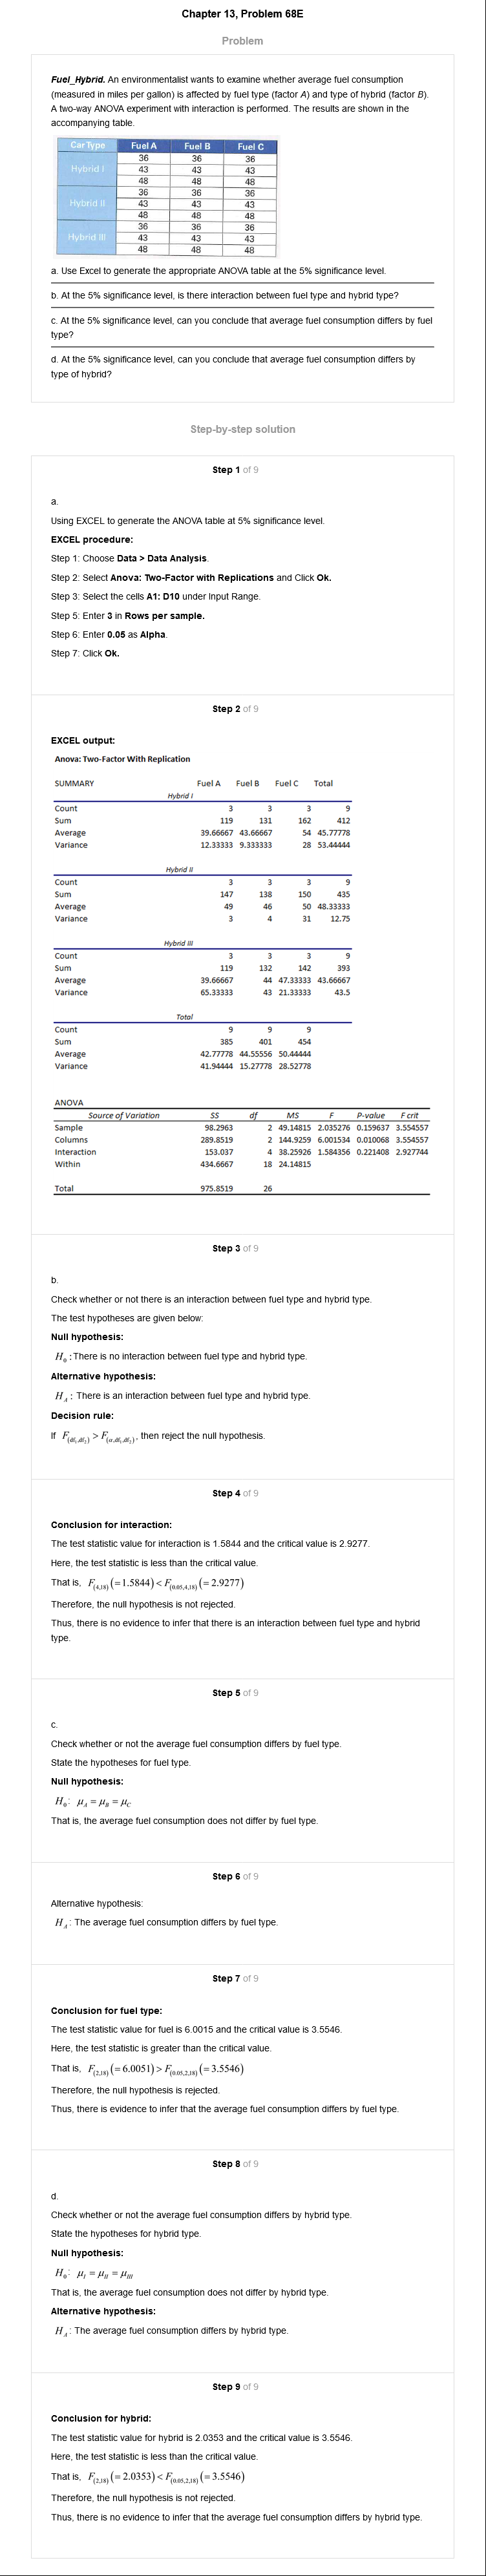 Chapter 13, Problem 68E
Problem
Fuel_Hybrid. An environmentalist wants to examine whether average fuel consumption
(measured in miles per gallon) is affected by fuel type (factor A) and type of hybrid (factor B).
A two-way ANOVA experiment with interaction is performed. The results are shown in the
accompanying table.
Car Type Fuel A Fuel B Fuel C
36 36 36
Hybrid I 43 43 43
48 48 48
36 36 36
Hybrid II 43 43 43
48 48 48
36 36 36
Hybrid III 43 43 43
48 48 48
a. Use Excel to generate the appropriate ANOVA table at the 5% significance level.
b. At the 5% significance level, is there interaction between fuel type and hybrid type?
c. At the 5% significance level, can you conclude that average fuel consumption differs by fuel
type?
d. At the 5% significance level, can you conclude that average fuel consumption differs by
type of hybrid?
Step-by-step solution
Step 1 of 9
a.
Using EXCEL to generate the ANOVA table at 5% significance level.
EXCEL procedure:
Step 1: Choose Data > Data Analysis.
Step 2: Select Anova: Two-Factor with Replications and Click Ok.
Step 3: Select the cells A1: D10 under Input Range.
Step 5: Enter 3 in Rows per sample.
Step 6: Enter 0.05 as Alpha.
Step 7: Click Ok.
Step 2 of 9
EXCEL output:
Anova: Two-Factor With Replication
SUMMARY Fuel A Fuel B Fuel C Total
Hybrid I
Count 3 3 3 9
Sum 119 131 162 412
Average 39.66667 43.66667 54 45.77778
Variance 12.33333 9.333333 28 53.44444
Hybrid II
Count 3 3 3 9
Sum 147 138 150 435
Average 49 46 50 48.33333
Variance 3 4 31 12.75
Hybrid III
Count 3 3 3 9
Sum 119 132 142 393
Average 39.66667 44 47.33333 43.66667
Variance 65.33333 43 21.33333 43.5
Total
Count 9 9 9
Sum 385 401 454
Average 42.77778 44.55556 50.44444
Variance 41.94444 15.27778 28.52778
ANOVA
Source of Variation SS df MS F P-value F crit
Sample 98.2963 2 49.14815 2.035276 0.159637 3.554557
Columns 289.8519 2 144.9259 6.001534 0.010068 3.554557
Interaction 153.037 4 38.25926 1.584356 0.221408 2.927744
Within 434.6667 18 24.14815
Total 975.8519 26
Step 3 of 9
b.
Check whether or not there is an interaction between fuel type and hybrid type.
The test hypotheses are given below:
Null hypothesis:
H₀ : There is no interaction between fuel type and hybrid type.
Alternative hypothesis:
H_A : There is an interaction between fuel type and hybrid type.
Decision rule:
If F(df₁,df₂) > F(α,df₁,df₂), then reject the null hypothesis.
Step 4 of 9
Conclusion for interaction:
The test statistic value for interaction is 1.5844 and the critical value is 2.9277.
Here, the test statistic is less than the critical value.
That is, F(4,18) (= 1.5844) < F(0.05,4,18) (= 2.9277)
Therefore, the null hypothesis is not rejected.
Thus, there is no evidence to infer that there is an interaction between fuel type and hybrid
type.
Step 5 of 9
c.
Check whether or not the average fuel consumption differs by fuel type.
State the hypotheses for fuel type.
Null hypothesis:
H₀: μ_A = μ_B = μ_C
That is, the average fuel consumption does not differ by fuel type.
Step 6 of 9
Alternative hypothesis:
H_A : The average fuel consumption differs by fuel type.
Step 7 of 9
Conclusion for fuel type:
The test statistic value for fuel is 6.0015 and the critical value is 3.5546.
Here, the test statistic is greater than the critical value.
That is, F(2,18) (= 6.0051) > F(0.05,2,18) (= 3.5546)
Therefore, the null hypothesis is rejected.
Thus, there is evidence to infer that the average fuel consumption differs by fuel type.
Step 8 of 9
d.
Check whether or not the average fuel consumption differs by hybrid type.
State the hypotheses for hybrid type.
Null hypothesis:
H₀: μ_I = μ_II = μ_III
That is, the average fuel consumption does not differ by hybrid type.
Alternative hypothesis:
H_A : The average fuel consumption differs by hybrid type.
Step 9 of 9
Conclusion for hybrid:
The test statistic value for hybrid is 2.0353 and the critical value is 3.5546.
Here, the test statistic is less than the critical value.
That is, F(2,18) (= 2.0353) < F(0.05,2,18) (= 3.5546)
Therefore, the null hypothesis is not rejected.
Thus, there is no evidence to infer that the average fuel consumption differs by hybrid type.